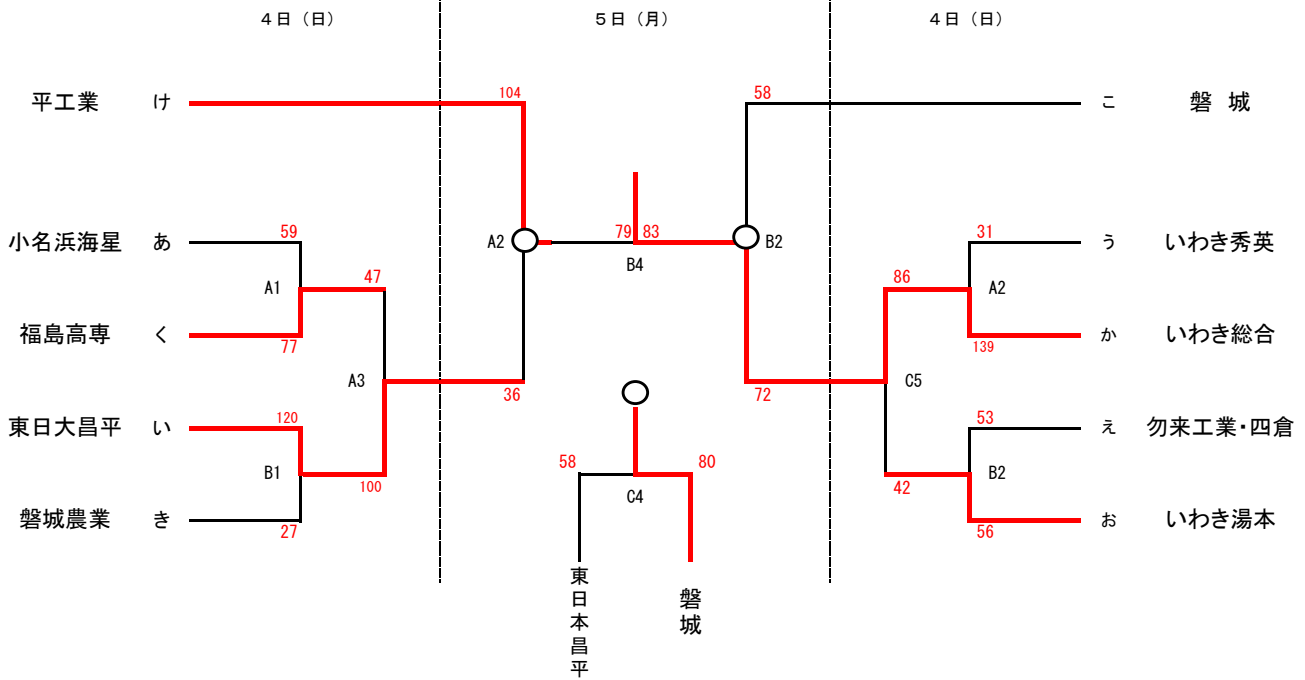 4日（日）
5日（月）
4日（日）
平工業 け
104
58
こ 磐 城
小名浜海星 あ
59
A2
79
83
B2
31
う いわき秀英
B4
A1
47
86
A2
福島高専 く
77
139
か いわき総合
A3
36
72
C5
東日大昌平 い
120
53
え 勿来工業・四倉
B1
100
58
80
C4
42
B2
磐城農業 き
27
56
お いわき湯本
東日本昌平
磐城